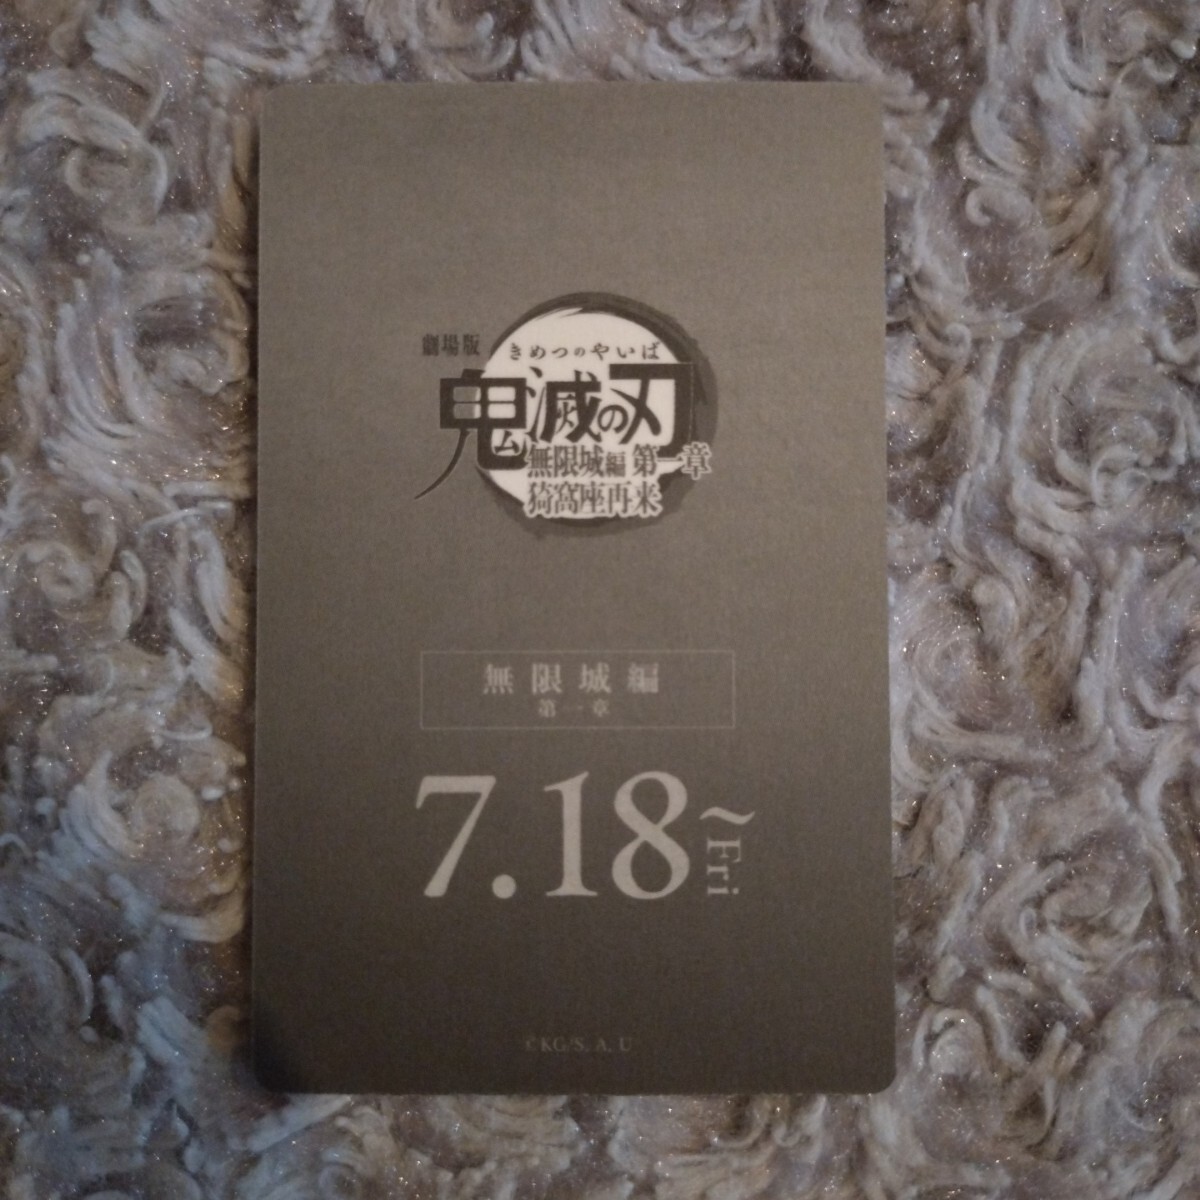 劇場版
きめつのやいば
鬼滅の刃
無限城編 第一章
猗窩座再来
無限城編
第一章
7.18~Fri
©KG/S, A, U